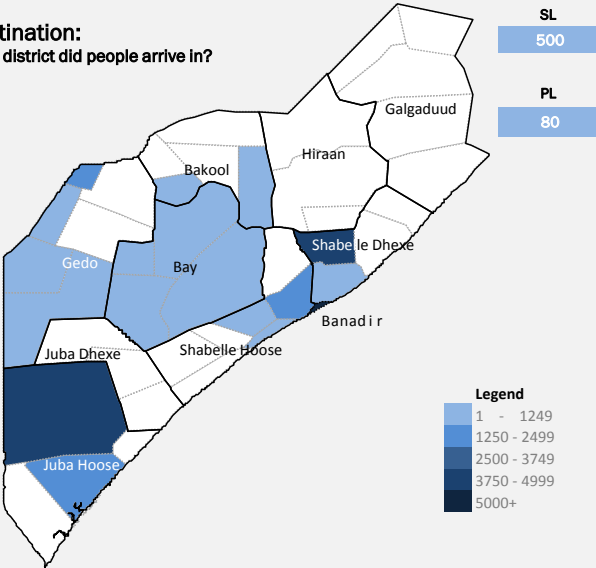 tination:
district did people arrive in?
SL
500
PL
80
Galgaduud
Hiraan
Bakool
Shabelle Dhexe
Gedo
Bay
Banadir
Juba Dhexe
Shabelle Hoose
Juba Hoose
Legend
1 - 1249
1250 - 2499
2500 - 3749
3750 - 4999
5000+